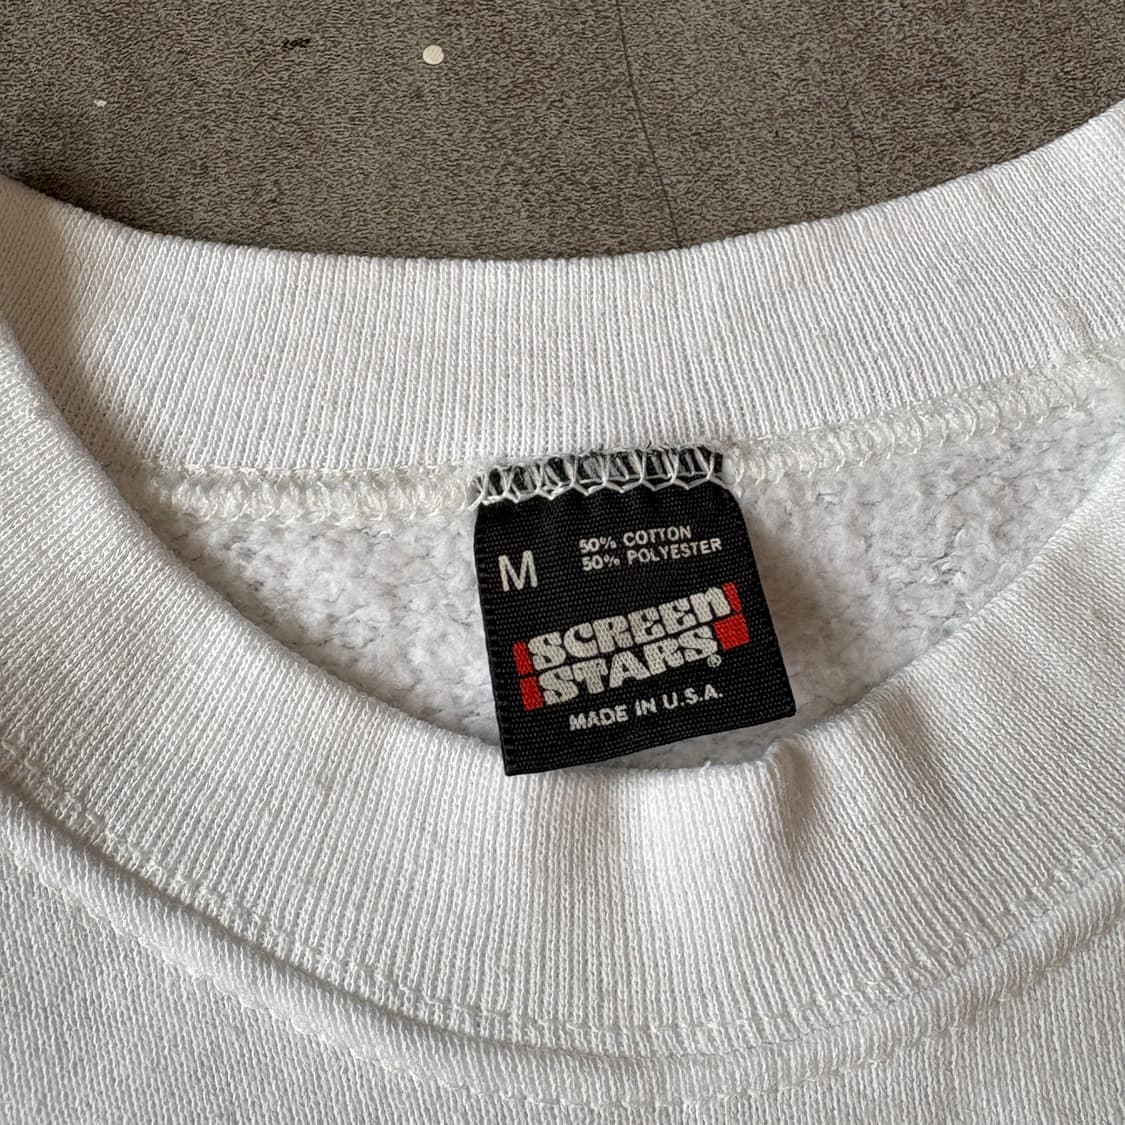 M
50% COTTON
50% POLYESTER
SCREEN
STARS®
MADE IN U.S.A.